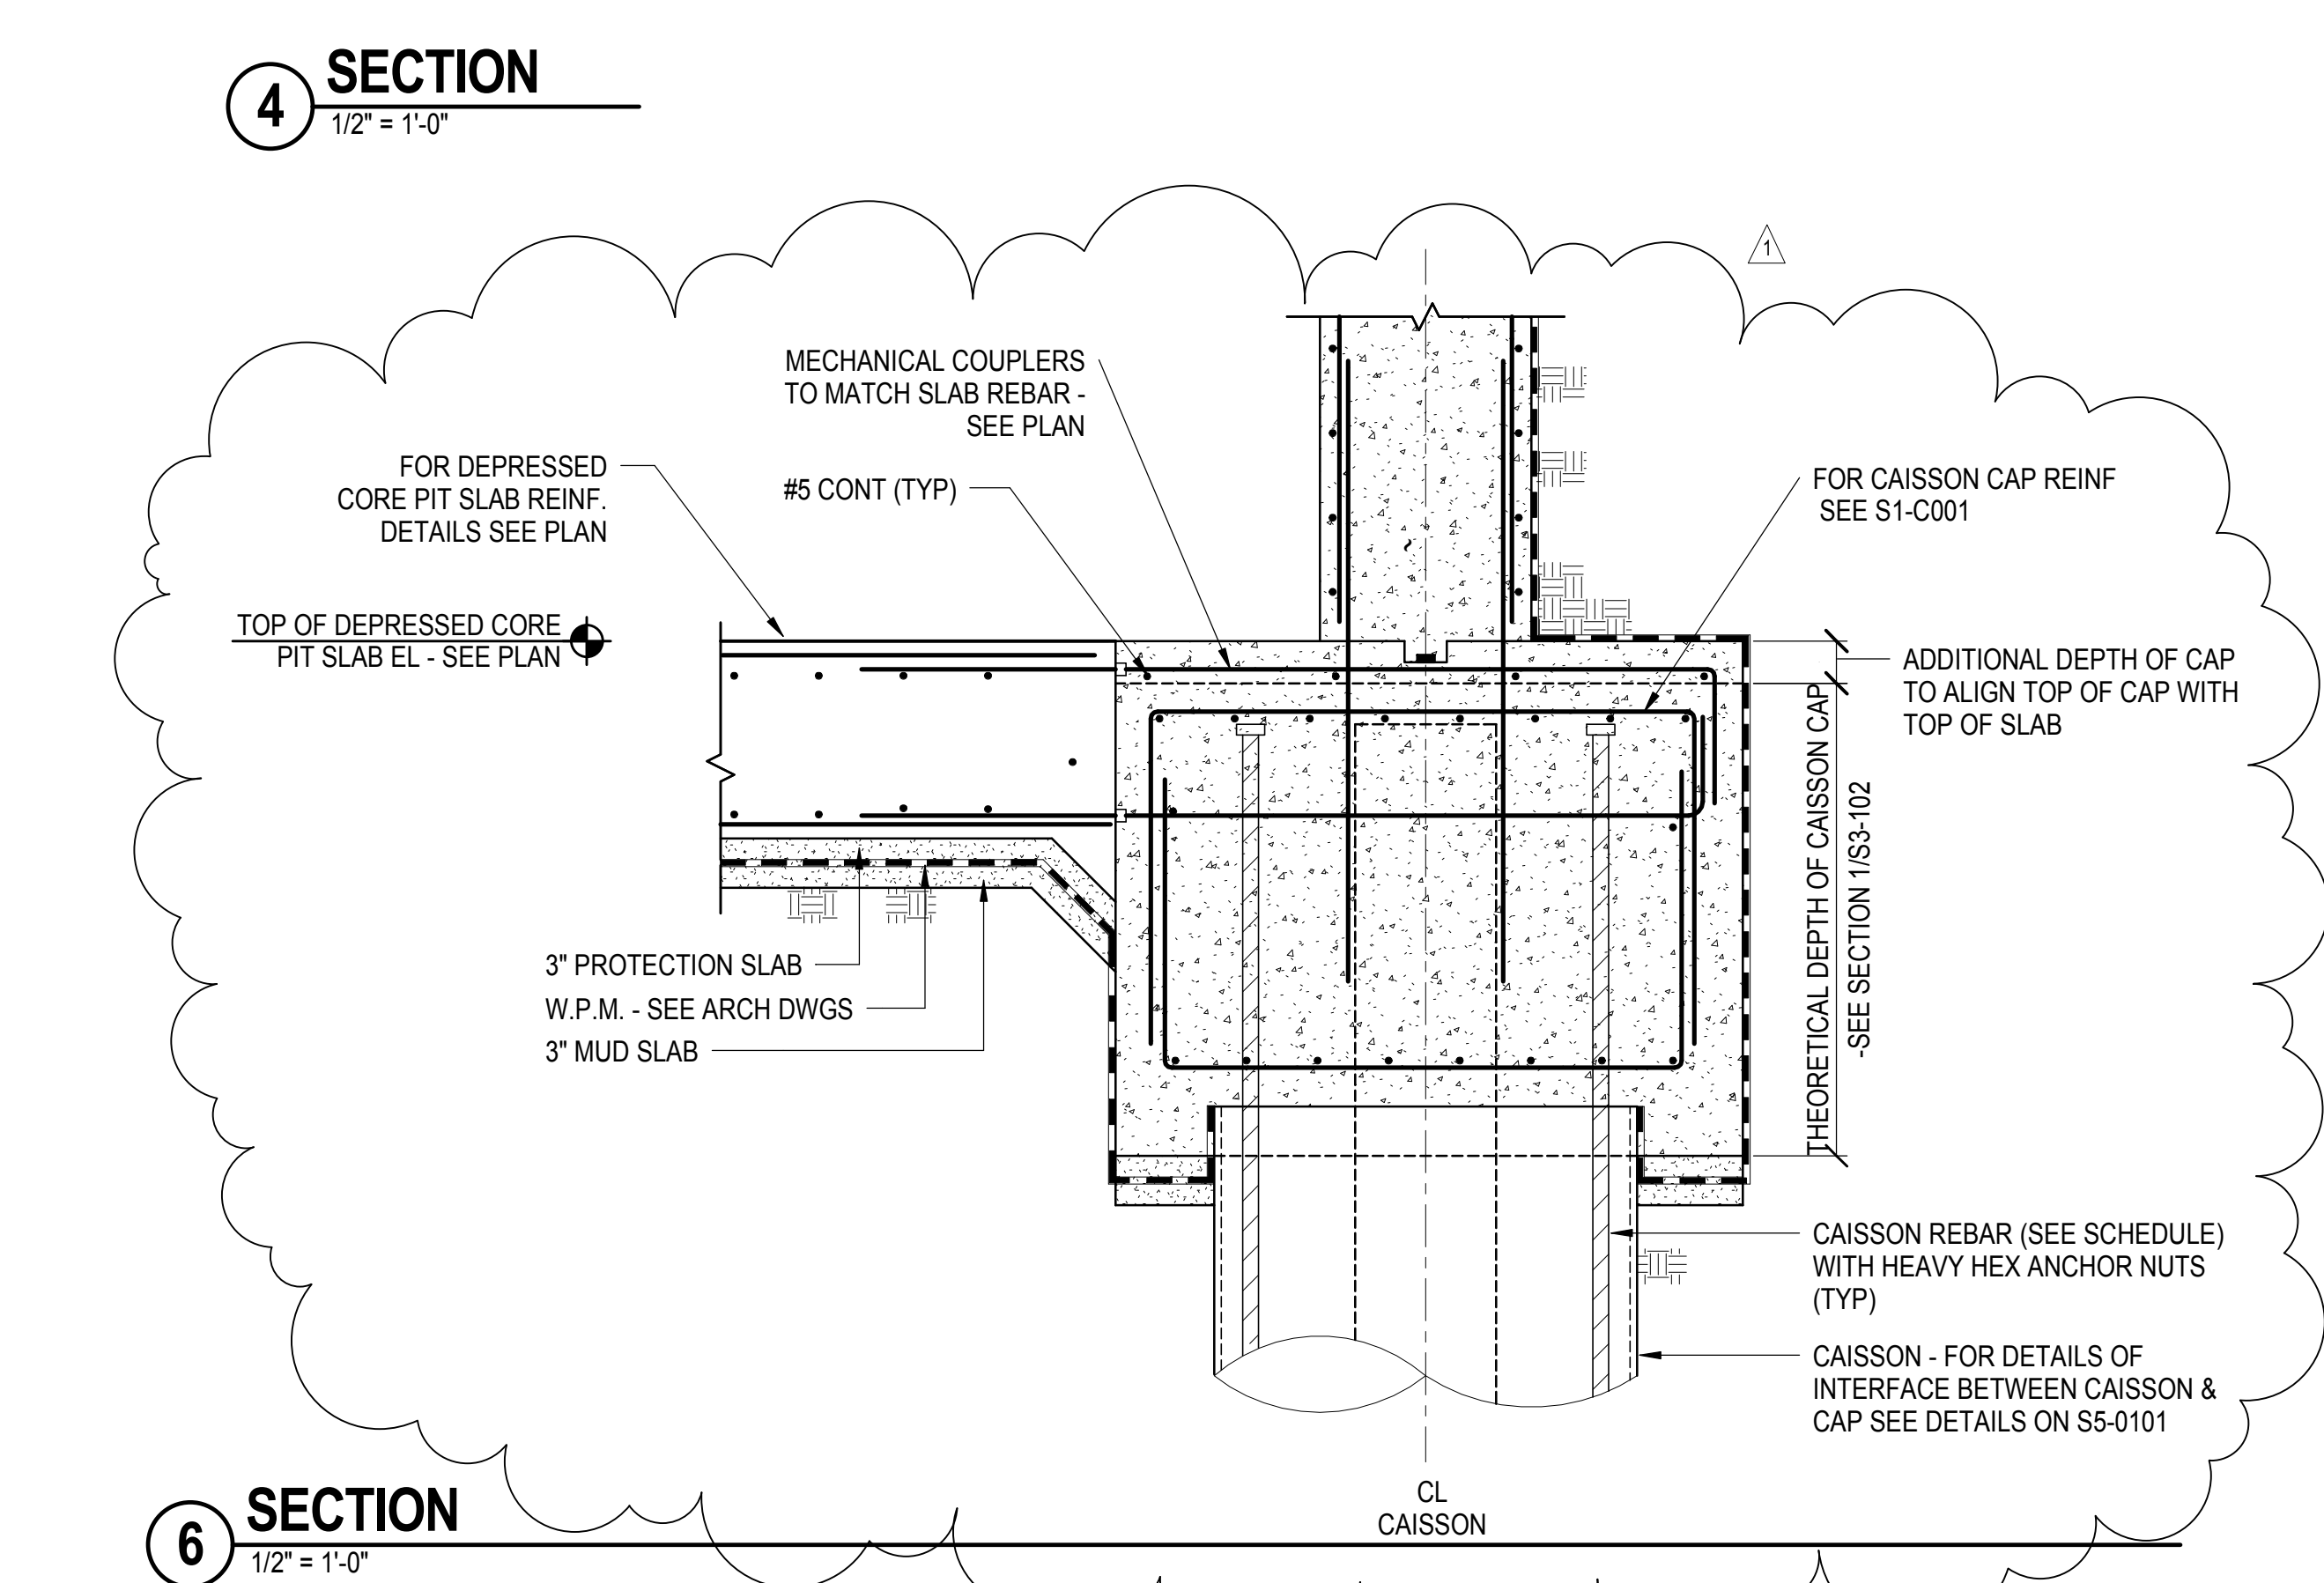 4
SECTION
1/2" = 1'-0"
1
MECHANICAL COUPLERS
TO MATCH SLAB REBAR -
SEE PLAN
FOR DEPRESSED
CORE PIT SLAB REINF.
DETAILS SEE PLAN
#5 CONT (TYP)
FOR CAISSON CAP REINF
SEE S1-C001
TOP OF DEPRESSED CORE
PIT SLAB EL - SEE PLAN
ADDITIONAL DEPTH OF CAP
TO ALIGN TOP OF CAP WITH
TOP OF SLAB
THEORETICAL DEPTH OF CAISSON CAP
-SEE SECTION 1/S3-102
3" PROTECTION SLAB
W.P.M. - SEE ARCH DWGS
3" MUD SLAB
CAISSON REBAR (SEE SCHEDULE)
WITH HEAVY HEX ANCHOR NUTS
(TYP)
CAISSON - FOR DETAILS OF
INTERFACE BETWEEN CAISSON &
CAP SEE DETAILS ON S5-0101
CL
CAISSON
6
SECTION
1/2" = 1'-0"